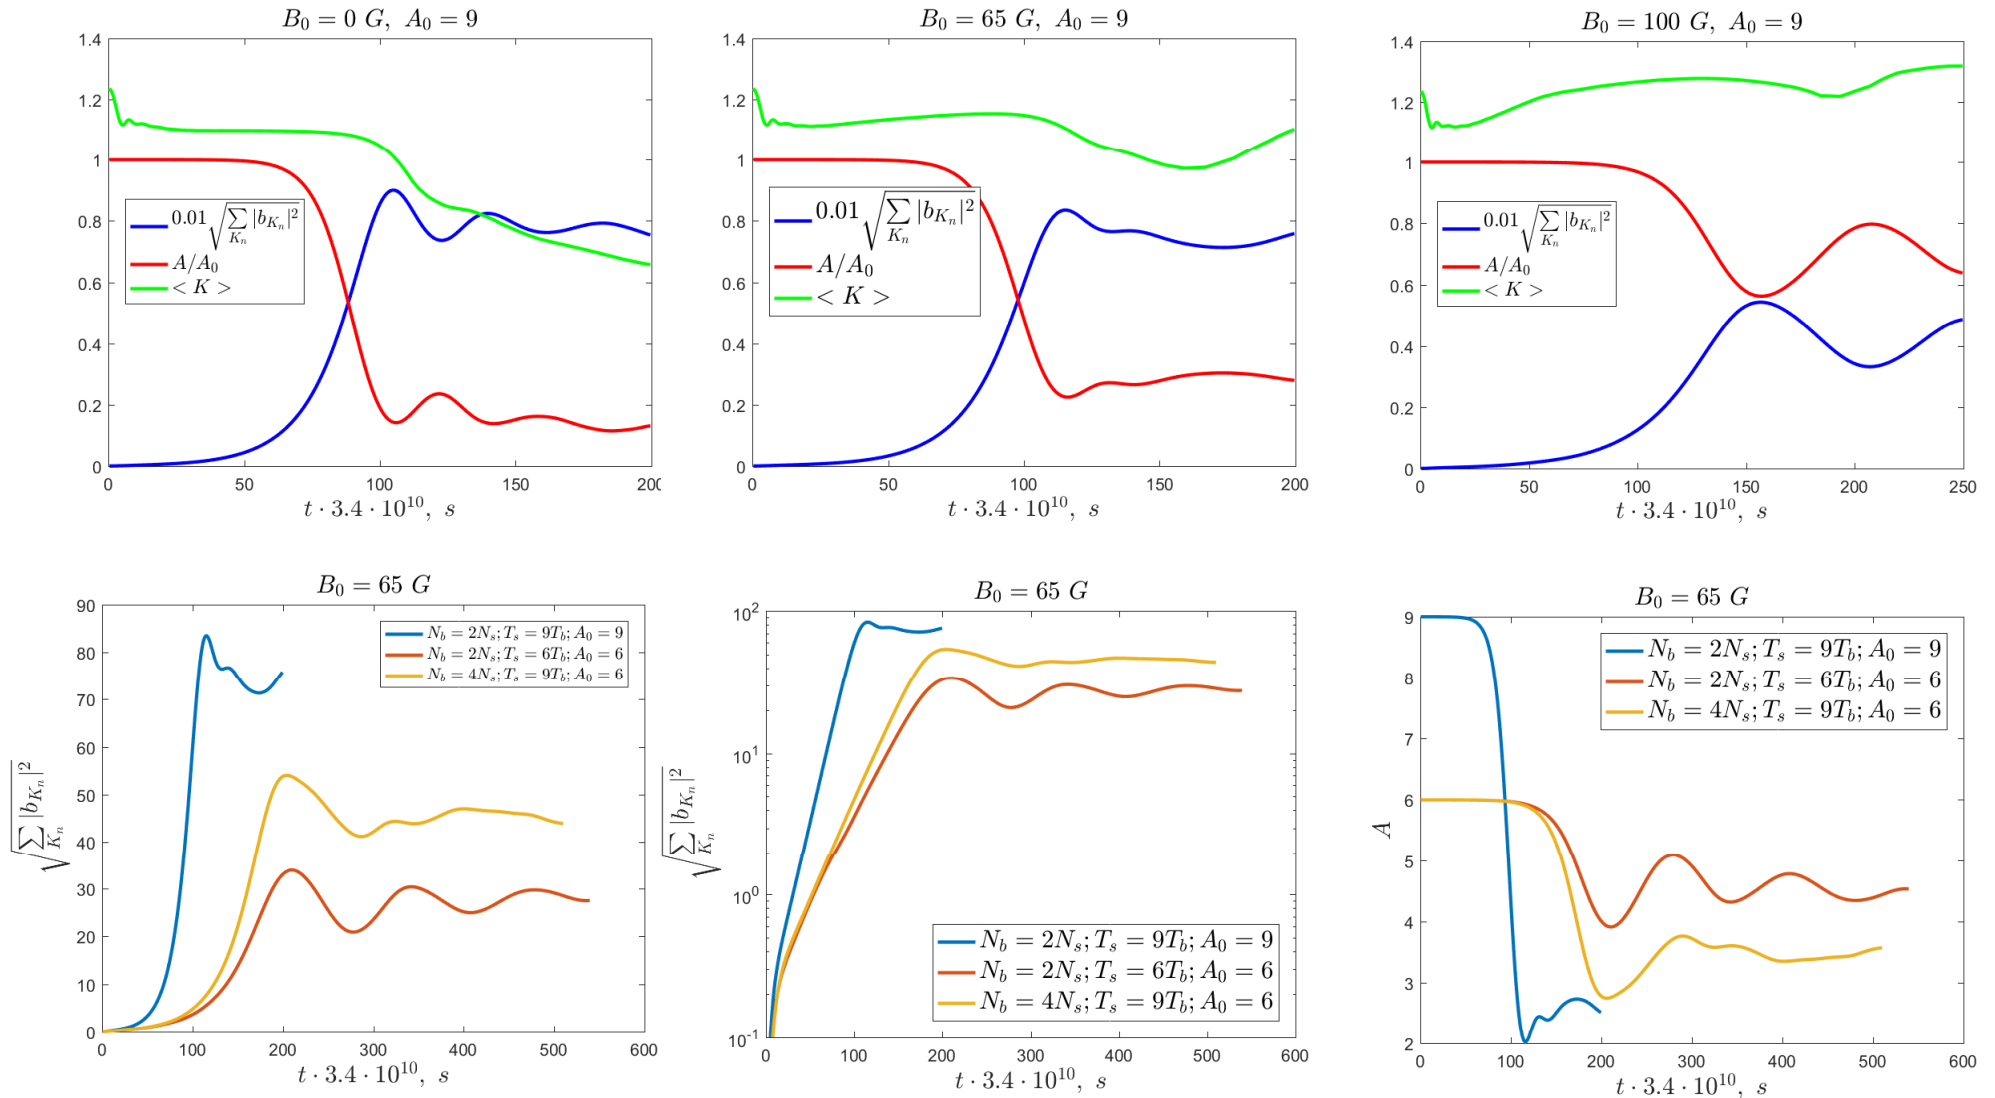 B₀ = 0 G, A₀ = 9
1.4
1.2
1
0.8
0.6
0.4
0.2
0
0.01√∑|b_{K_n}|²
K_n
A/A₀
< K >
0 50 100 150 200
t · 3.4 · 10¹⁰, s
B₀ = 65 G, A₀ = 9
1.4
1.2
1
0.8
0.6
0.4
0.2
0
0.01√∑|b_{K_n}|²
K_n
A/A₀
< K >
0 50 100 150 200
t · 3.4 · 10¹⁰, s
B₀ = 100 G, A₀ = 9
1.4
1.2
1
0.8
0.6
0.4
0.2
0
0.01√∑|b_{K_n}|²
K_n
A/A₀
< K >
0 50 100 150 200 250
t · 3.4 · 10¹⁰, s
B₀ = 65 G
90
80
70
60
50
40
30
20
10
0
√∑|b_{K_n}|²
K_n
N_b = 2N_s; T_s = 9T_b; A₀ = 9
N_b = 2N_s; T_s = 6T_b; A₀ = 6
N_b = 4N_s; T_s = 9T_b; A₀ = 6
0 100 200 300 400 500 600
t · 3.4 · 10¹⁰, s
B₀ = 65 G
10²
10¹
10⁰
10⁻¹
√∑|b_{K_n}|²
K_n
N_b = 2N_s; T_s = 9T_b; A₀ = 9
N_b = 2N_s; T_s = 6T_b; A₀ = 6
N_b = 4N_s; T_s = 9T_b; A₀ = 6
0 100 200 300 400 500 600
t · 3.4 · 10¹⁰, s
B₀ = 65 G
9
8
7
6
5
4
3
2
A
N_b = 2N_s; T_s = 9T_b; A₀ = 9
N_b = 2N_s; T_s = 6T_b; A₀ = 6
N_b = 4N_s; T_s = 9T_b; A₀ = 6
0 100 200 300 400 500 600
t · 3.4 · 10¹⁰, s